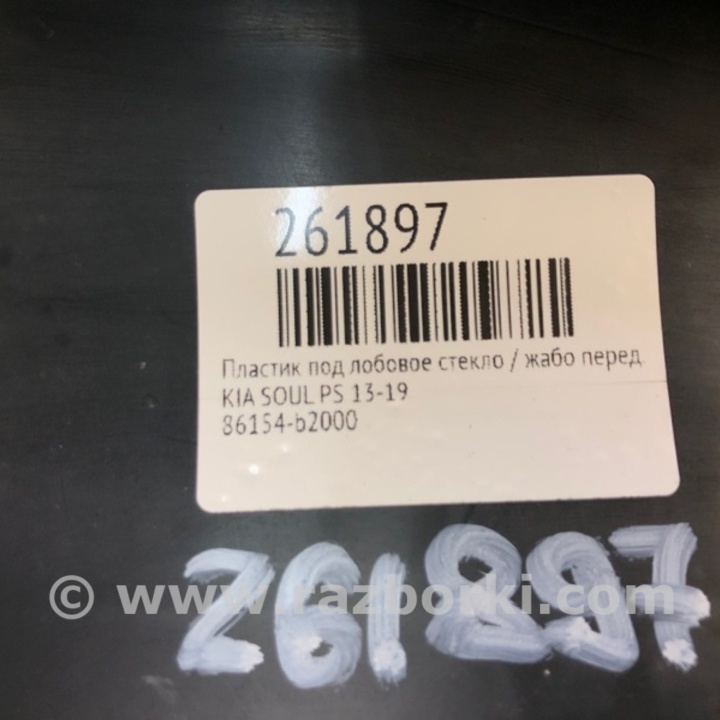 261897
Пластик под лобовое стекло / жабо перед.
KIA SOUL PS 13-19
86154-b2000
261897
© www.razborki.com